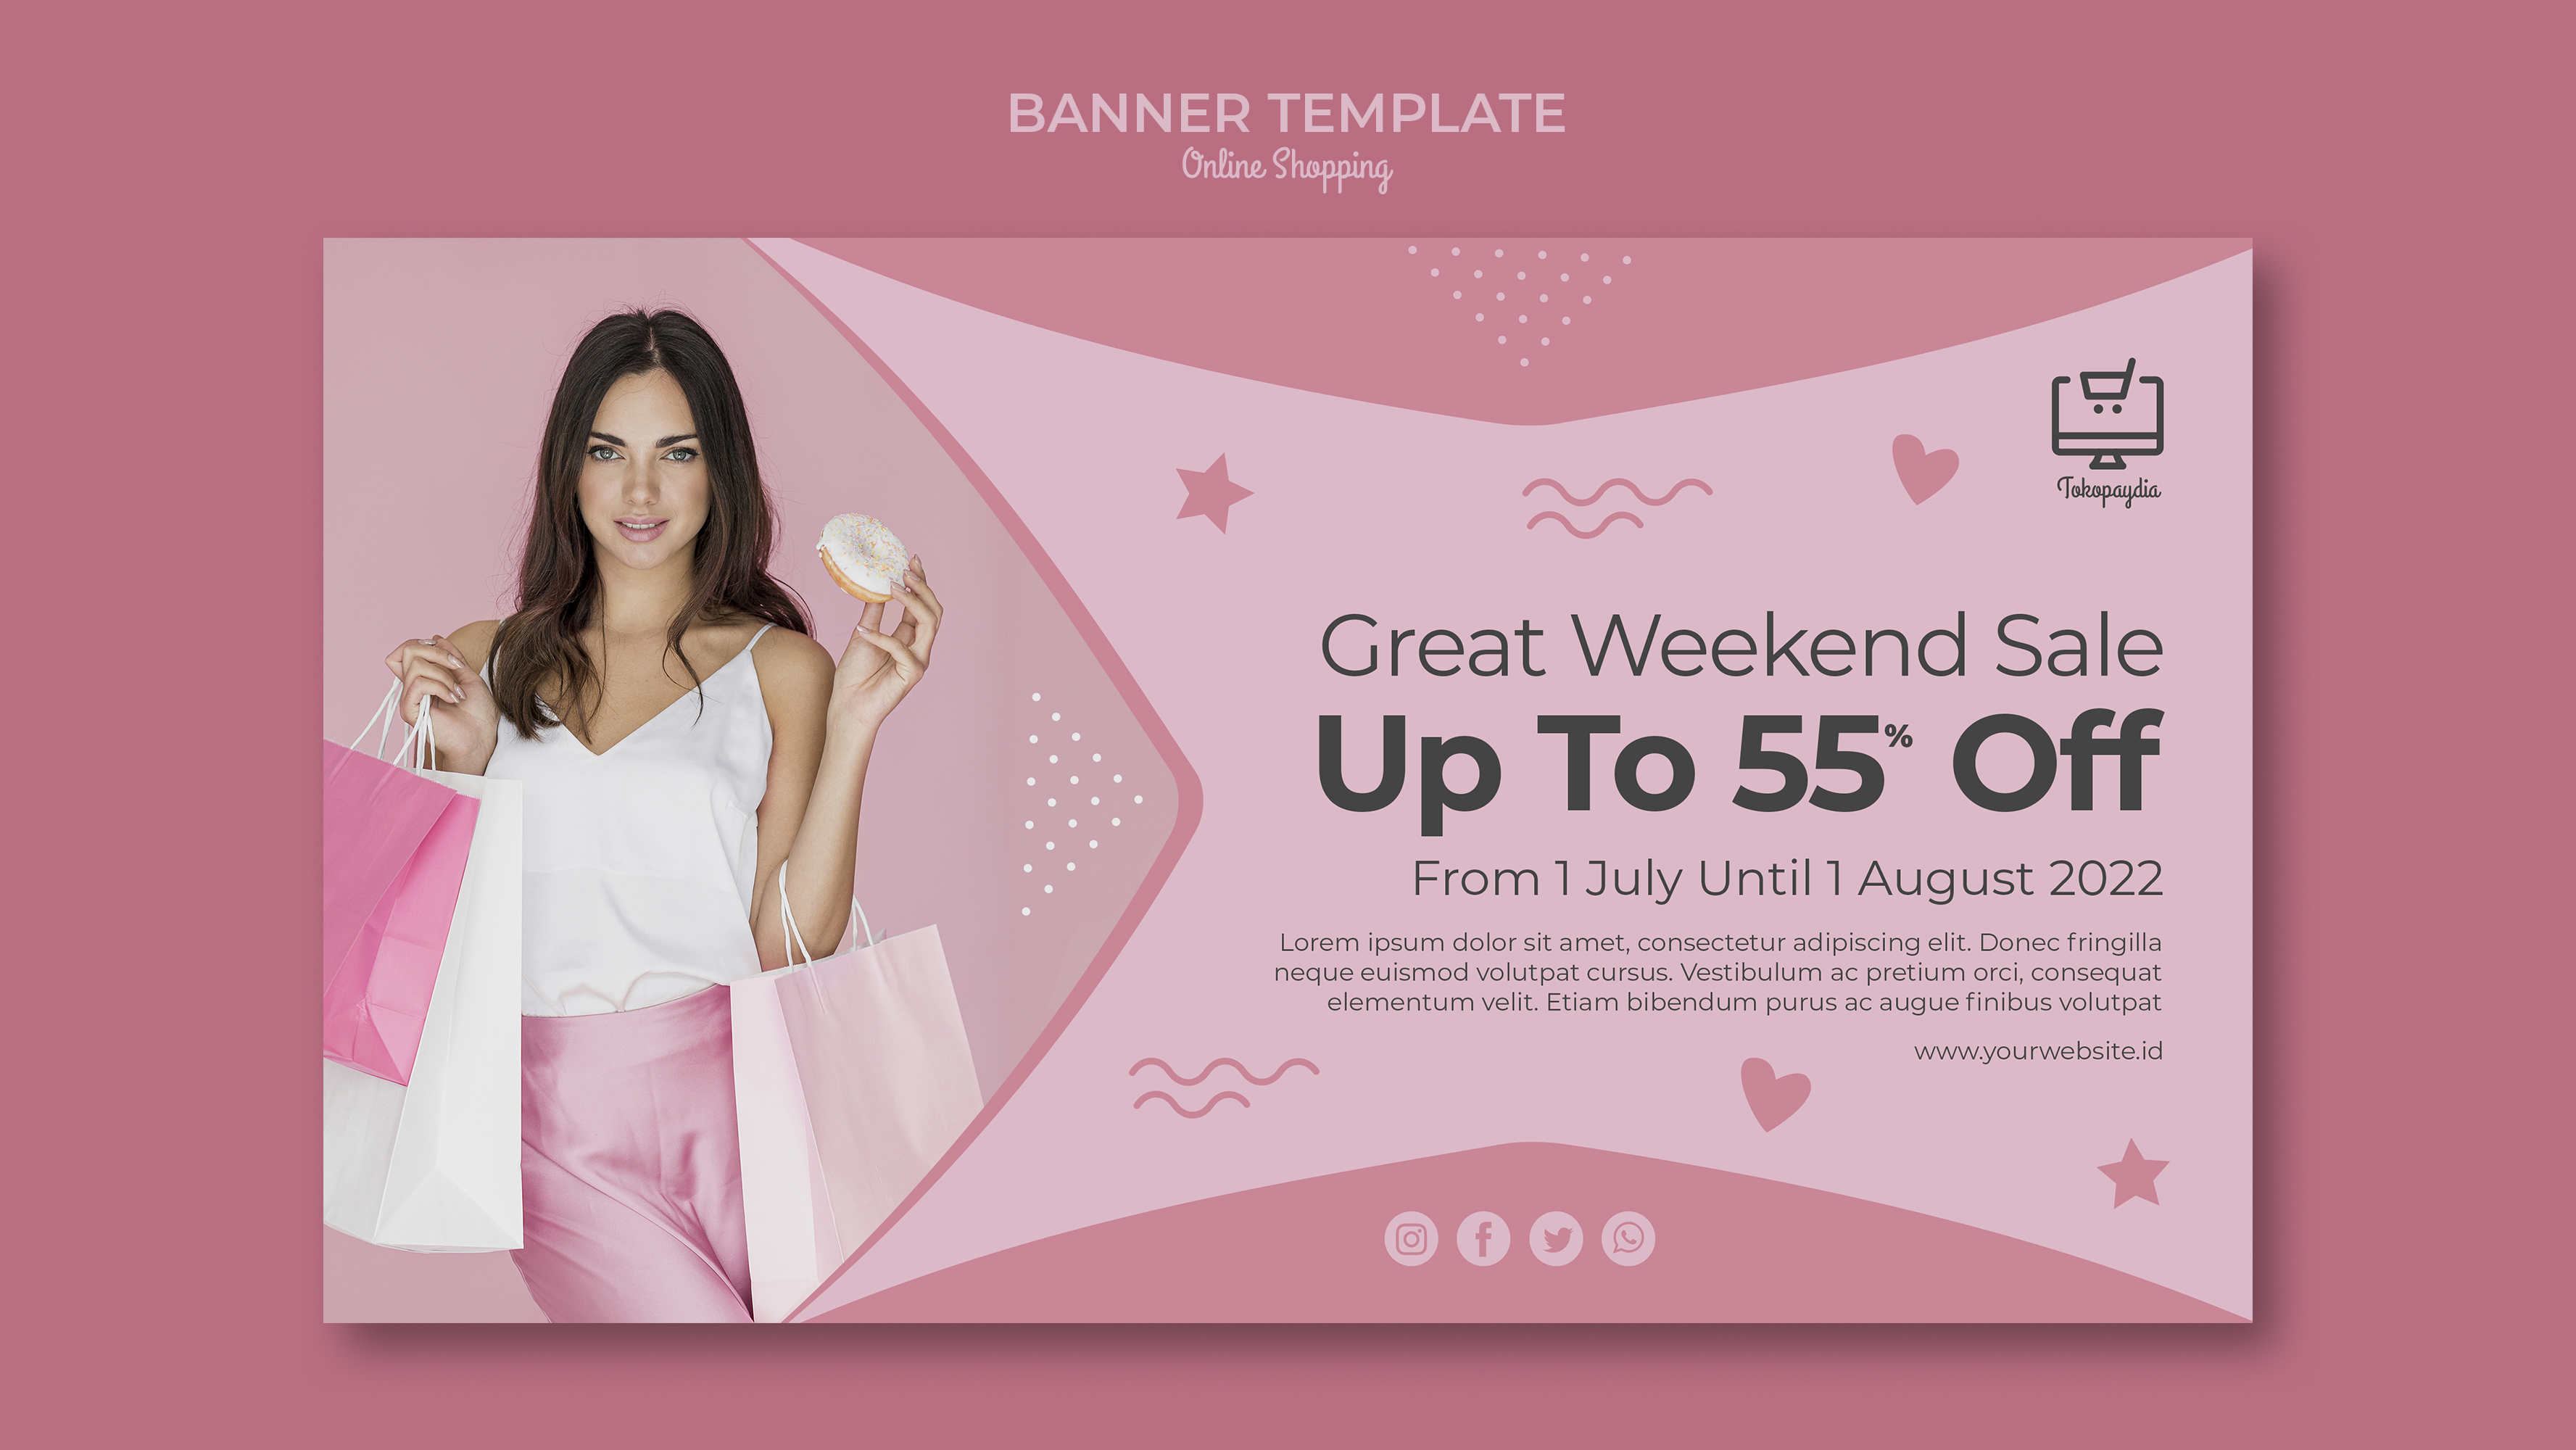 BANNER TEMPLATE
Online Shopping
Tokopaydia
Great Weekend Sale
Up To 55% Off
From 1 July Until 1 August 2022
Lorem ipsum dolor sit amet, consectetur adipiscing elit. Donec fringilla
neque euismod volutpat cursus. Vestibulum ac pretium orci, consequat
elementum velit. Etiam bibendum purus ac augue finibus volutpat
www.yourwebsite.id